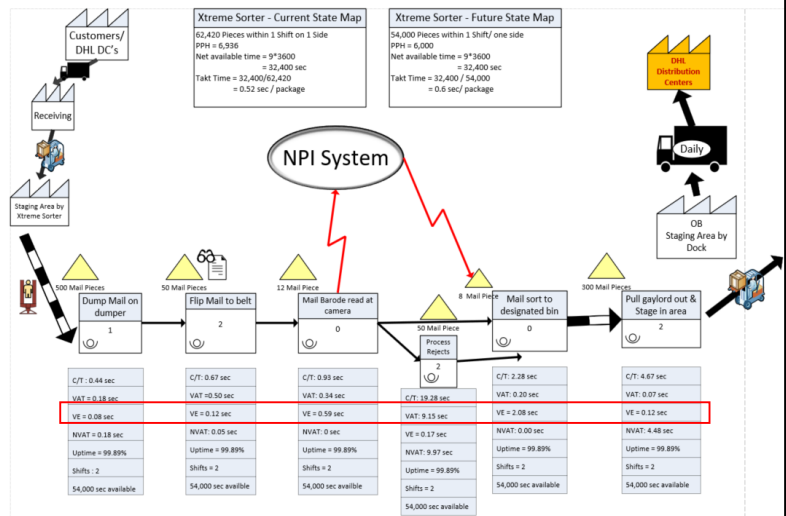 Xtreme Sorter - Current State Map
62,420 Pieces within 1 Shift on 1 Side
PPH = 6,936
Net available time = 9*3600
= 32,400 sec
Takt Time = 32,400/62,420
= 0.52 sec/ package
Xtreme Sorter - Future State Map
54,000 Pieces within 1 Shift/ one side
PPH = 6,000
Net available time = 9*3600
= 32,400 sec
Takt Time = 32,400 / 54,000
= 0.6 sec/ package
Customers/
DHL DC's
Receiving
Staging Area by
Xtreme Sorter
NPI System
DHL
Distribution
Centers
Daily
OB
Staging Area by
Dock
500 Mail Pieces
Dump Mail on
dumper
1
50 Mail Pieces
Flip Mail to belt
2
12 Mail Piece
Mail Barode read at
camera
0
50 Mail Piece
Process
Rejects
2
8 Mail Piece
Mail sort to
designated bin
0
300 Mail Pieces
Pull gaylord out &
Stage in area
2
C/T : 0.44 sec
VAT = 0.18 sec
VE = 0.08 sec
NVAT = 0.18 sec
Uptime = 99.89%
Shifts : 2
54,000 sec available
C/T : 0.67 sec
VAT =0.50 sec
VE = 0.12 sec
NVAT: 0.05 sec
Uptime = 99.89%
Shifts = 2
54,000 sec availble
C/T : 0.93 sec
VAT = 0.34 sec
VE = 0.59 sec
NVAT: 0 sec
Uptime = 99.89%
Shifts = 2
54,000 sec availble
C/T: 19.28 sec
VAT: 9.15 sec
VE = 0.17 sec
NVAT: 9.97 sec
Uptime = 99.89%
Shifts = 2
54,000 sec available
C/T = 2.28 sec
VAT: 0.20 sec
VE = 2.08 sec
NVAT: 0.00 sec
Uptime = 99.89%
Shifts = 2
54,000 sec availble
C/T = 4.67 sec
VAT: 0.07 sec
VE = 0.12 sec
NVAT: 4.48 sec
Uptime = 99.89%
Shifts = 2
54,000 sec available